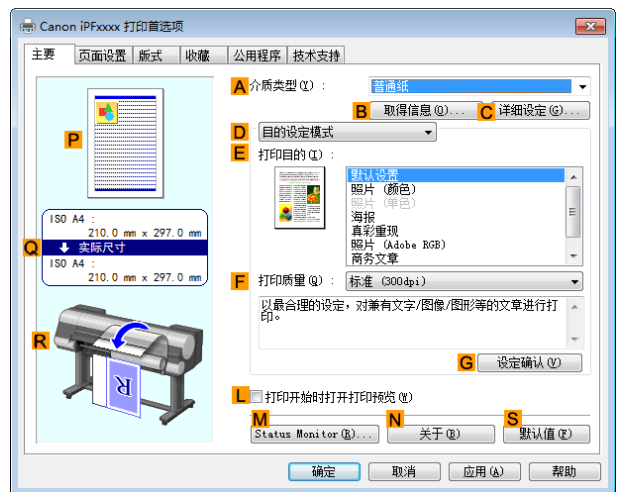 Canon iPFxxxx 打印首选项
主要 页面设置 版式 收藏 公用程序 技术支持
A 介质类型(Y)： 普通纸
B 取得信息(O)... C 详细设定(G)...
D 目的设定模式
E 打印目的(I)：
默认设置
照片 (颜色)
照片 (单色)
海报
真彩重现
照片 (Adobe RGB)
商务文章
P
ISO A4 :
210.0 mm x 297.0 mm
Q 实际尺寸
ISO A4 :
210.0 mm x 297.0 mm
F 打印质量(Q)： 标准 (300dpi)
以最合理的设定，对兼有文字/图像/图形等的文章进行打
印。
G 设定确认(V)
R
R
L 打印开始时打开打印预览(W)
M N S
Status Monitor(R)... 关于(B) 默认值(F)
确定 取消 应用(A) 帮助